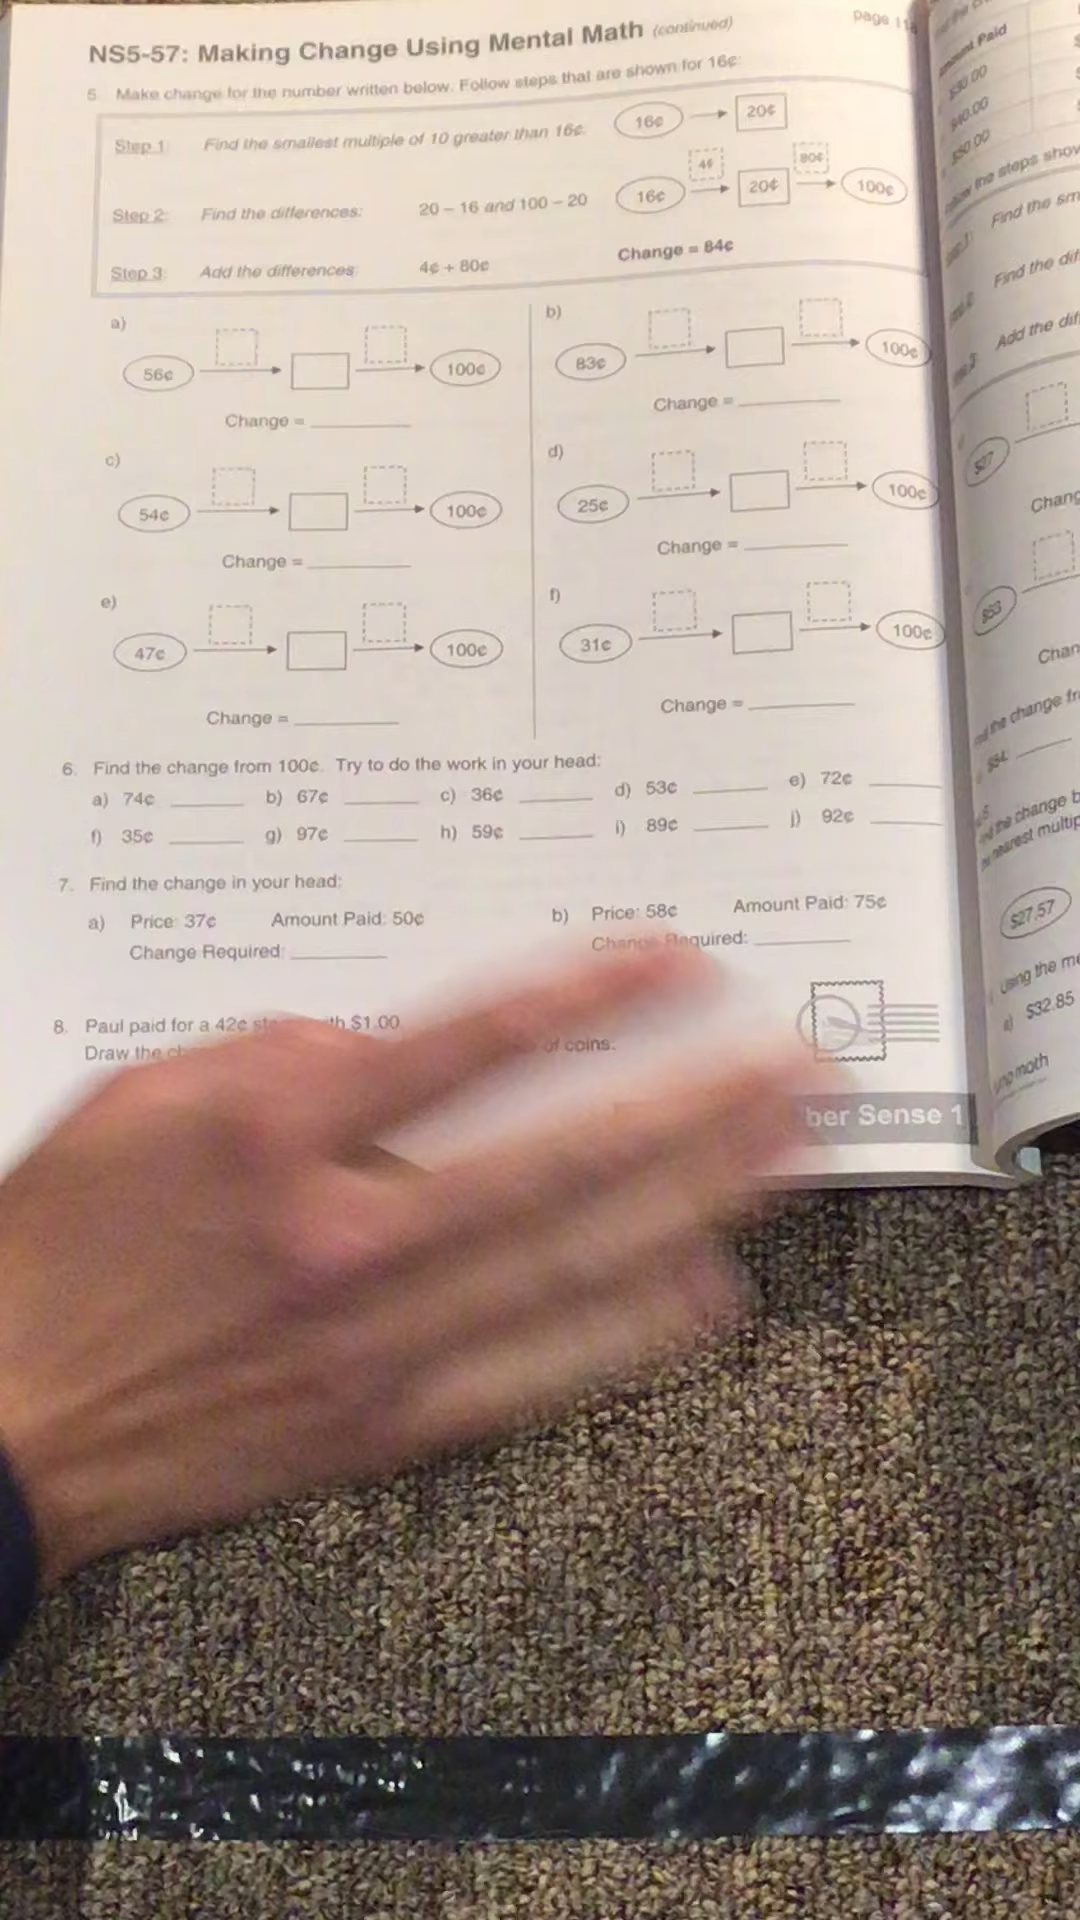 NS5-57: Making Change Using Mental Math (continued)
page 11
5. Make change for the number written below. Follow steps that are shown for 16¢:
Step 1: Find the smallest multiple of 10 greater than 16¢. 16¢ 20¢
4¢ 80¢
Step 2: Find the differences: 20 – 16 and 100 – 20 16¢ 20¢ 100¢
Step 3: Add the differences: 4¢ + 80¢ Change = 84¢
a) 56¢ 100¢
Change =
b) 83¢ 100¢
Change =
c) 54¢ 100¢
Change =
d) 25¢ 100¢
Change =
e) 47¢ 100¢
Change =
f) 31¢ 100¢
Change =
6. Find the change from 100¢. Try to do the work in your head:
a) 74¢ b) 67¢ c) 36¢ d) 53¢ e) 72¢
f) 35¢ g) 97¢ h) 59¢ i) 89¢ j) 92¢
7. Find the change in your head:
a) Price: 37¢ Amount Paid: 50¢
Change Required:
b) Price: 58¢ Amount Paid: 75¢
Change Required:
8. Paul paid for a 42¢ with $1.00.
Draw the of coins.
ber Sense 1
Paid
$30.00
$40.00
$50.00
the steps show
Find the sm
Find the dif
Add the dif
$27
Chang
$63
Chan
the change fr
$84:
the change b
nearest multip
$27.57
Using the me
a) $32.85
ump math